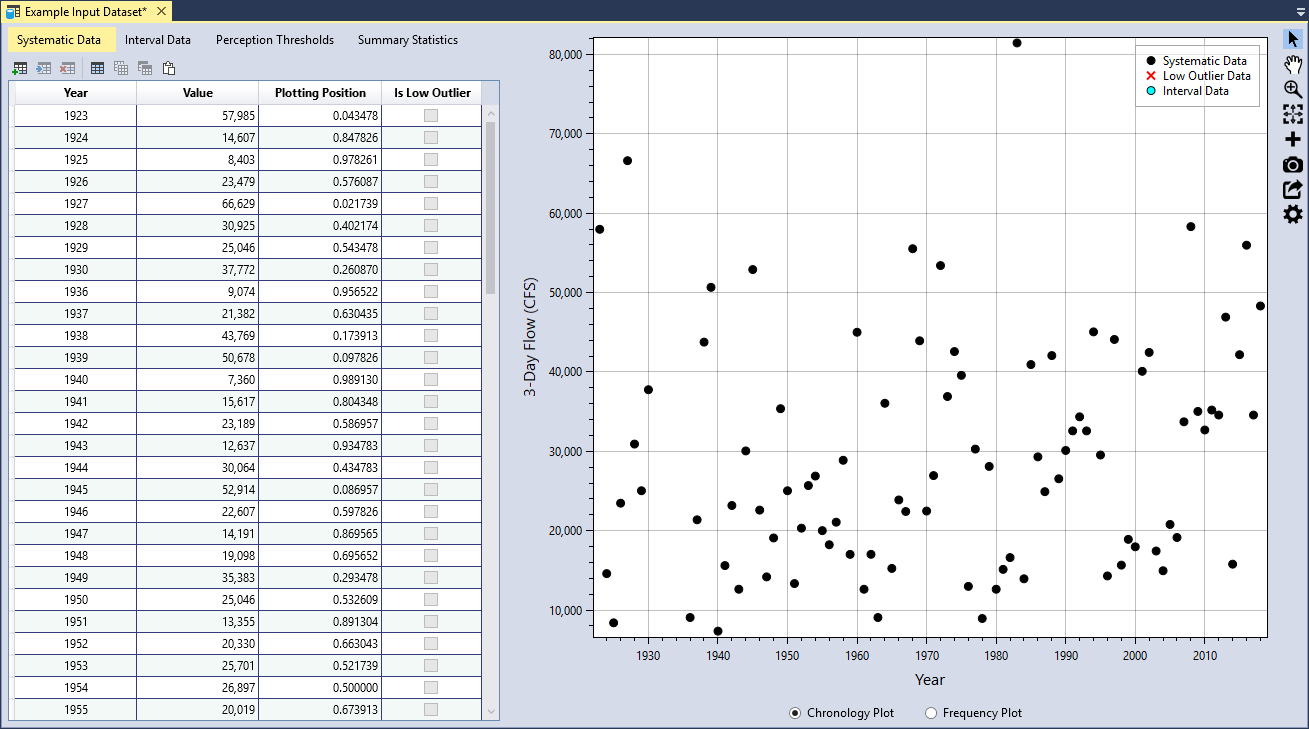 Example Input Dataset*
Systematic Data Interval Data Perception Thresholds Summary Statistics
Year Value Plotting Position Is Low Outlier
1923 57,985 0.043478
1924 14,607 0.847826
1925 8,403 0.978261
1926 23,479 0.576087
1927 66,629 0.021739
1928 30,925 0.402174
1929 25,046 0.543478
1930 37,772 0.260870
1936 9,074 0.956522
1937 21,382 0.630435
1938 43,769 0.173913
1939 50,678 0.097826
1940 7,360 0.989130
1941 15,617 0.804348
1942 23,189 0.586957
1943 12,637 0.934783
1944 30,064 0.434783
1945 52,914 0.086957
1946 22,607 0.597826
1947 14,191 0.869565
1948 19,098 0.695652
1949 35,383 0.293478
1950 25,046 0.532609
1951 13,355 0.891304
1952 20,330 0.663043
1953 25,701 0.521739
1954 26,897 0.500000
1955 20,019 0.673913
3-Day Flow (CFS)
80,000
70,000
60,000
50,000
40,000
30,000
20,000
10,000
Systematic Data
Low Outlier Data
Interval Data
1930 1940 1950 1960 1970 1980 1990 2000 2010
Year
Chronology Plot Frequency Plot